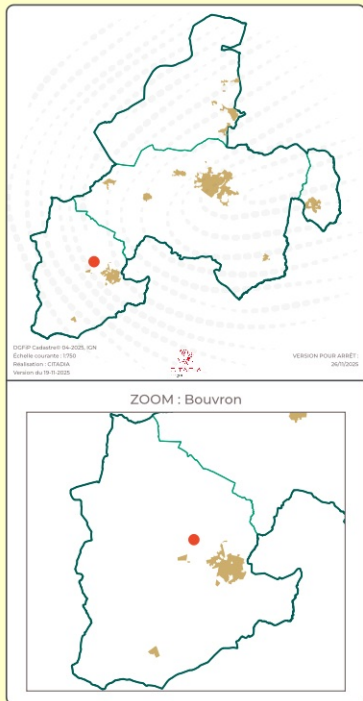 DGFIP Cadastre© 04-2025, IGN
Échelle courante : 1:750
Réalisation : CITADIA
Version du 19-11-2025
CITADIA
VERSION POUR ARRÊT :
26/11/2025
ZOOM : Bouvron